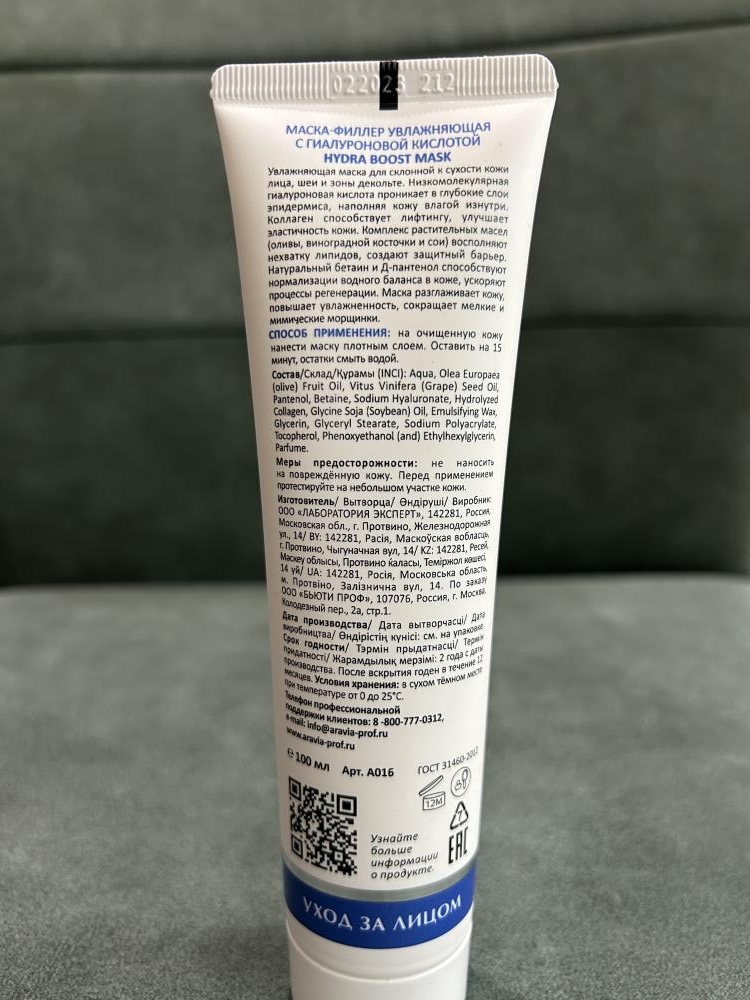 022023 212
МАСКА-ФИЛЛЕР УВЛАЖНЯЮЩАЯ
С ГИАЛУРОНОВОЙ КИСЛОТОЙ
HYDRA BOOST MASK
Увлажняющая маска для склонной к сухости кожи
лица, шеи и зоны декольте. Низкомолекулярная
гиалуроновая кислота проникает в глубокие слои
эпидермиса, наполняя кожу влагой изнутри.
Коллаген способствует лифтингу, улучшает
эластичность кожи. Комплекс растительных масел
(оливы, виноградной косточки и сои) восполняют
нехватку липидов, создают защитный барьер.
Натуральный бетаин и Д-пантенол способствуют
нормализации водного баланса в коже, ускоряют
процессы регенерации. Маска разглаживает кожу,
повышает увлажненность, сокращает мелкие и
мимические морщинки.
СПОСОБ ПРИМЕНЕНИЯ: на очищенную кожу
нанести маску плотным слоем. Оставить на 15
минут, остатки смыть водой.
Состав/Склад/Құрамы (INCI): Aqua, Olea Europaea
(olive) Fruit Oil, Vitus Vinifera (Grape) Seed Oil,
Pantenol, Betaine, Sodium Hyaluronate, Hydrolyzed
Collagen, Glycine Soja (Soybean) Oil, Emulsifying Wax,
Glycerin, Glyceryl Stearate, Sodium Polyacrylate,
Tocopherol, Phenoxyethanol (and) Ethylhexylglycerin,
Parfume.
Меры предосторожности: не наносить
на повреждённую кожу. Перед применением
протестируйте на небольшом участке кожи.
Изготовитель/ Вытворца/ Өндіруші/ Виробник:
ООО «ЛАБОРАТОРИЯ ЭКСПЕРТ», 142281, Россия,
Московская обл., г. Протвино, Железнодорожная
ул., 14/ BY: 142281, Расія, Маскоўская вобласць,
г. Протвино, Чыгуначная вул, 14/ KZ: 142281, Ресей,
Маскеу облысы, Протвино қаласы, Теміржол көшесі,
14 үй/ UA: 142281, Росія, Московська область,
м. Протвіно, Залізнична вул, 14. По заказу
ООО «БЬЮТИ ПРОФ», 107076, Россия, г. Москва,
Колодезный пер., 2а, стр.1.
Дата производства/ Дата вытворчасці/ Дата
виробництва/ Өндірістің күнісі: см. на упаковке.
Срок годности/ Тэрмін прыдатнасці/ Термін
придатності/ Жарамдылық мерзімі: 2 года с даты
производства. После вскрытия годен в течение 12
месяцев. Условия хранения: в сухом тёмном месте
при температуре от 0 до 25°С.
Телефон профессиональной
поддержки клиентов: 8 -800-777-0312,
e-mail: info@aravia-prof.ru
www.aravia-prof.ru
℮ 100 мл Арт. А016 ГОСТ 31460-2012
12M
7
Узнайте
больше
информации
о продукте.
EAC
УХОД ЗА ЛИЦОМ